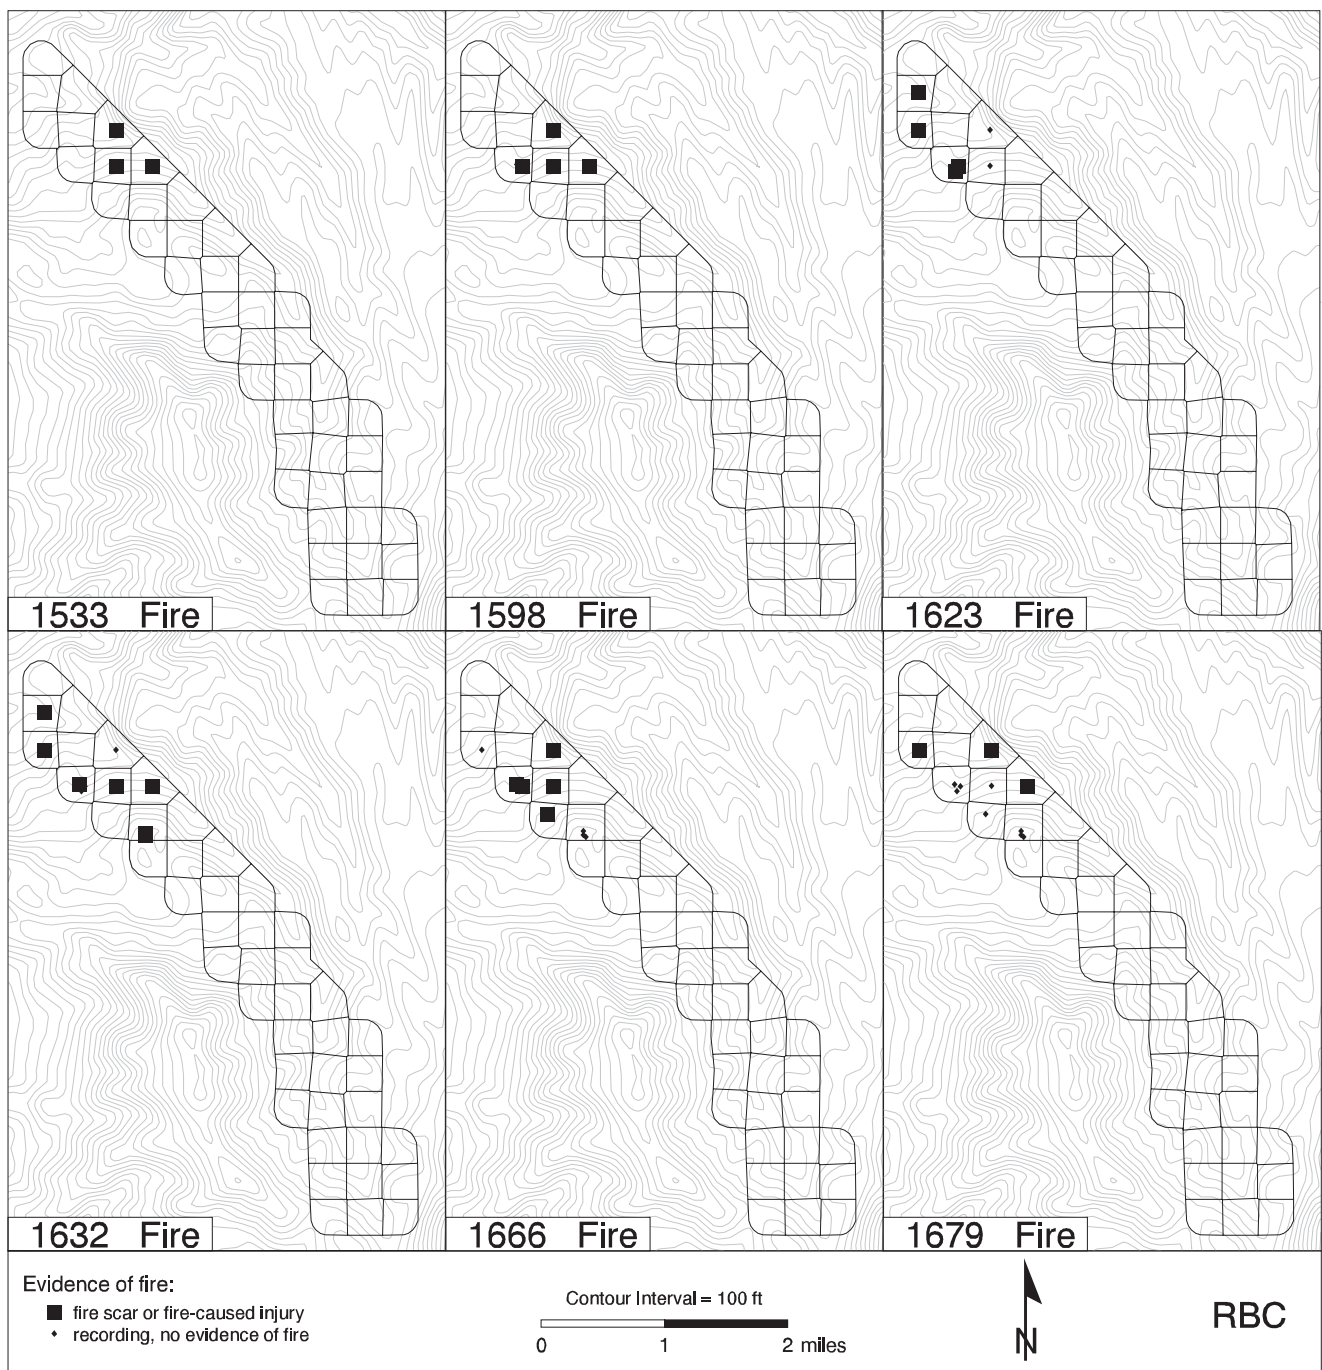 1533 Fire
1598 Fire
1623 Fire
1632 Fire
1666 Fire
1679 Fire
Evidence of fire:
fire scar or fire-caused injury
recording, no evidence of fire
Contour Interval = 100 ft
0 1 2 miles
N
RBC